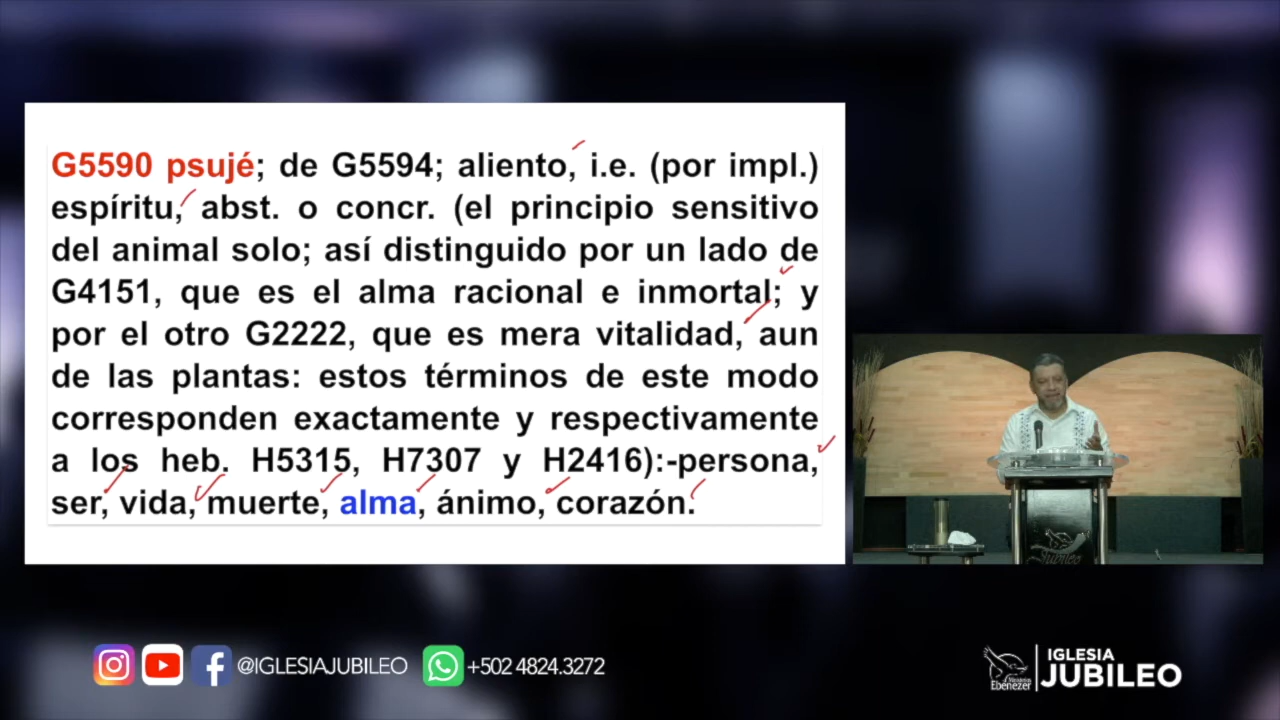 G5590 psujé; de G5594; aliento, i.e. (por impl.)
espíritu, abst. o concr. (el principio sensitivo
del animal solo; así distinguido por un lado de
G4151, que es el alma racional e inmortal; y
por el otro G2222, que es mera vitalidad, aun
de las plantas: estos términos de este modo
corresponden exactamente y respectivamente
a los heb. H5315, H7307 y H2416):-persona,
ser, vida, muerte, alma, ánimo, corazón.
Jubileo
@IGLESIAJUBILEO
+502 4824.3272
Ministerios
Ebenezer
IGLESIA
JUBILEO